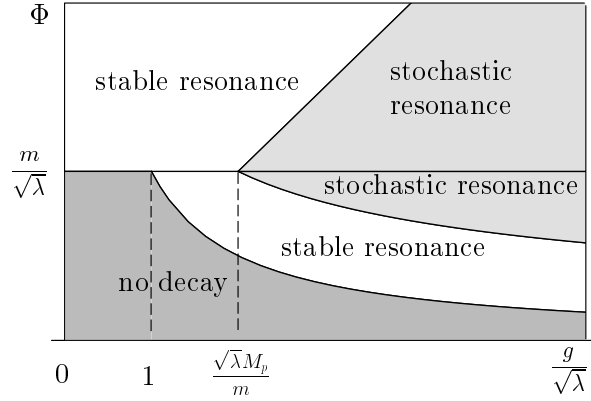 Φ
stable resonance
stochastic
resonance
m/√λ
stochastic resonance
stable resonance
no decay
0
1
√λM_p/m
g/√λ